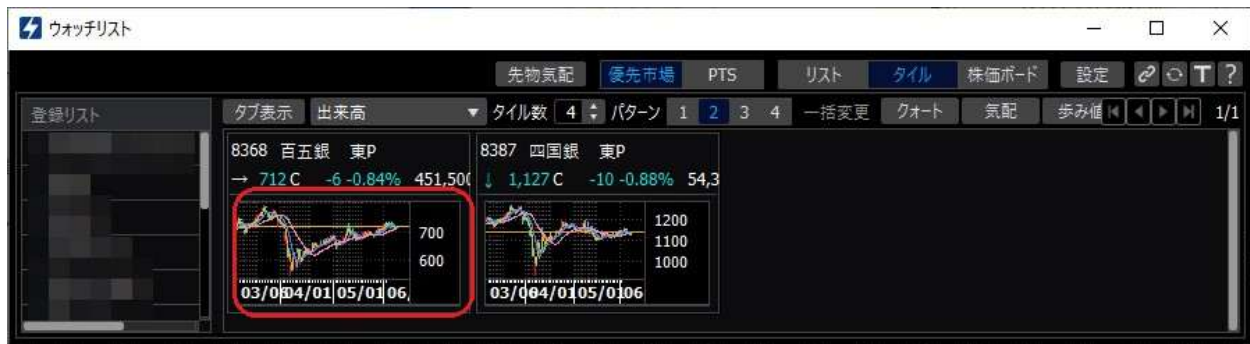 ウォッチリスト
先物気配 優先市場 PTS リスト タイル 株価ボード 設定 T ?
登録リスト タブ表示 出来高 タイル数 4 パターン 1 2 3 4 一括変更 クォート 気配 歩み値 1/1
8368 百五銀 東P
→ 712 C -6 -0.84% 451,500
700
600
03/06 04/01 05/01 06
8387 四国銀 東P
↓ 1,127 C -10 -0.88% 54,3
1200
1100
1000
03/06 04/01 05/01 06